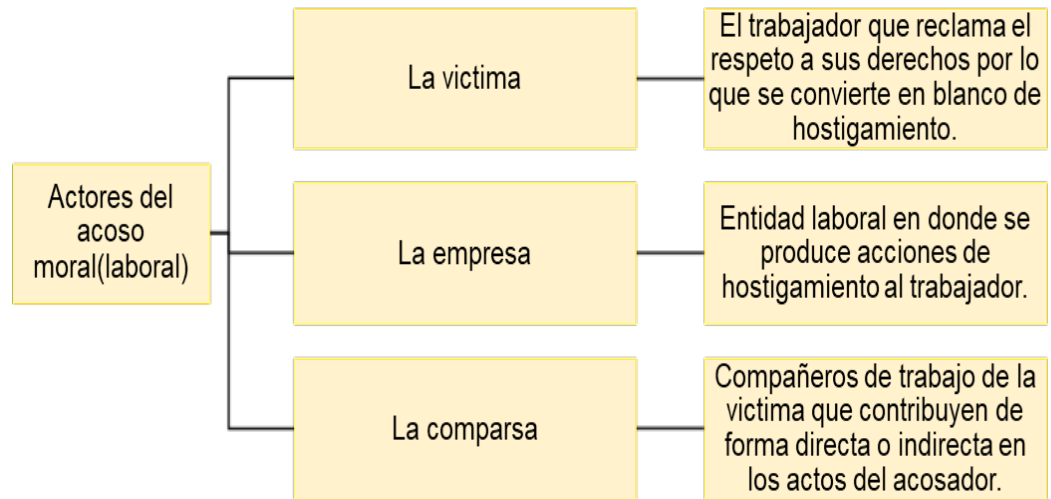 Actores del
acoso
moral(laboral)
La victima
El trabajador que reclama el
respeto a sus derechos por lo
que se convierte en blanco de
hostigamiento.
La empresa
Entidad laboral en donde se
produce acciones de
hostigamiento al trabajador.
La comparsa
Compañeros de trabajo de la
victima que contribuyen de
forma directa o indirecta en
los actos del acosador.